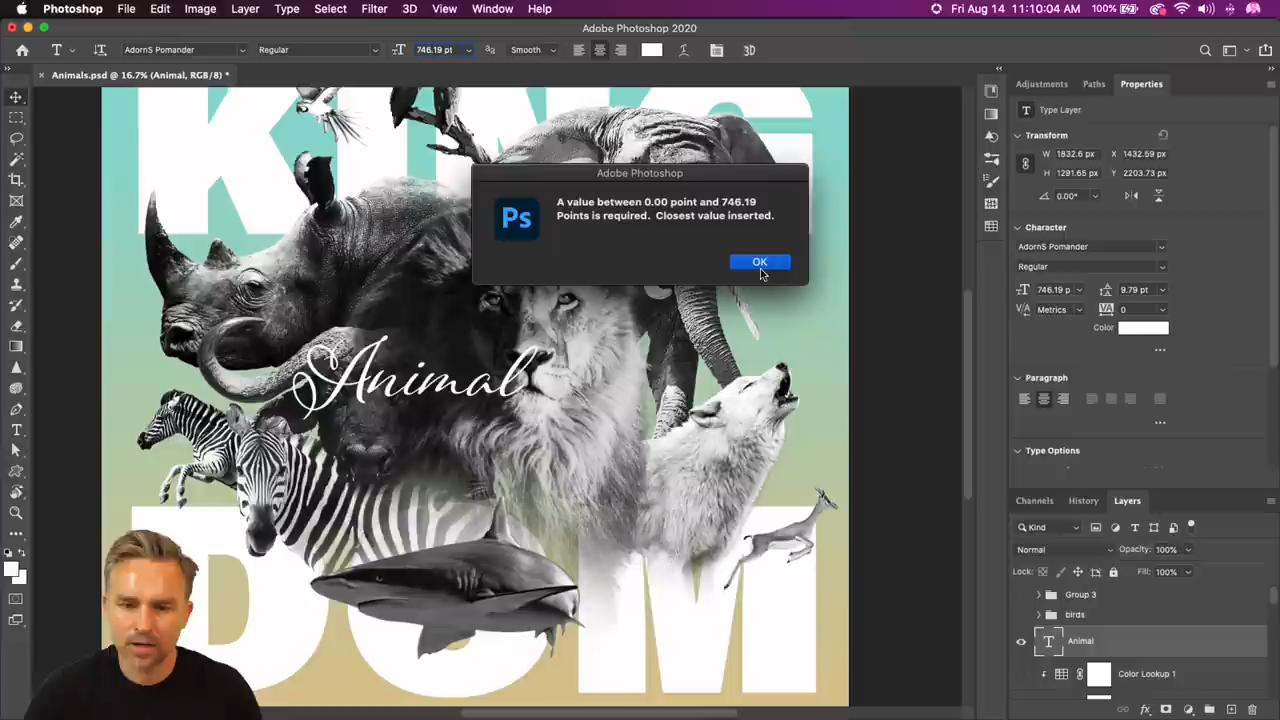 Photoshop File Edit Image Layer Type Select Filter 3D View Window Help 100% Fri Aug 14 11:10:04 AM
Adobe Photoshop 2020
T AdornS Pomander Regular 746.19 pt aa Smooth 3D
Animals.psd @ 16.7% (Animal, RGB/8) *
KING
Adobe Photoshop
Ps
A value between 0.00 point and 746.19
Points is required. Closest value inserted.
OK
Animal
DOM
Adjustments Paths Properties
T Type Layer
Transform
W 1832.6 px X 1432.59 px
H 1291.65 px Y 2203.73 px
0.00°
Character
AdornS Pomander
Regular
746.19 p 9.79 pt
Metrics 0
Color
Paragraph
Type Options
Channels History Layers
Kind
Normal Opacity: 100%
Lock: Fill: 100%
Group 3
birds
T Animal
Color Lookup 1